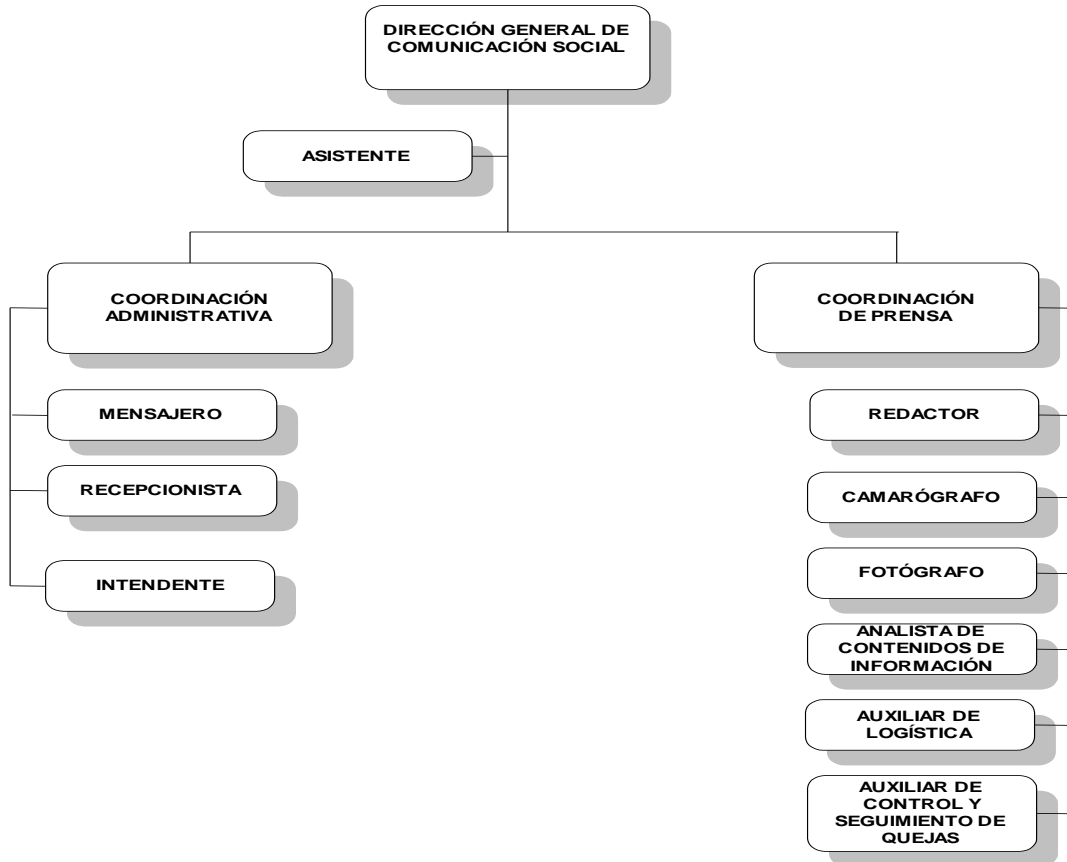 DIRECCIÓN GENERAL DE
COMUNICACIÓN SOCIAL
ASISTENTE
COORDINACIÓN
ADMINISTRATIVA
MENSAJERO
RECEPCIONISTA
INTENDENTE
COORDINACIÓN
DE PRENSA
REDACTOR
CAMARÓGRAFO
FOTÓGRAFO
ANALISTA DE
CONTENIDOS DE
INFORMACIÓN
AUXILIAR DE
LOGÍSTICA
AUXILIAR DE
CONTROL Y
SEGUIMIENTO DE
QUEJAS